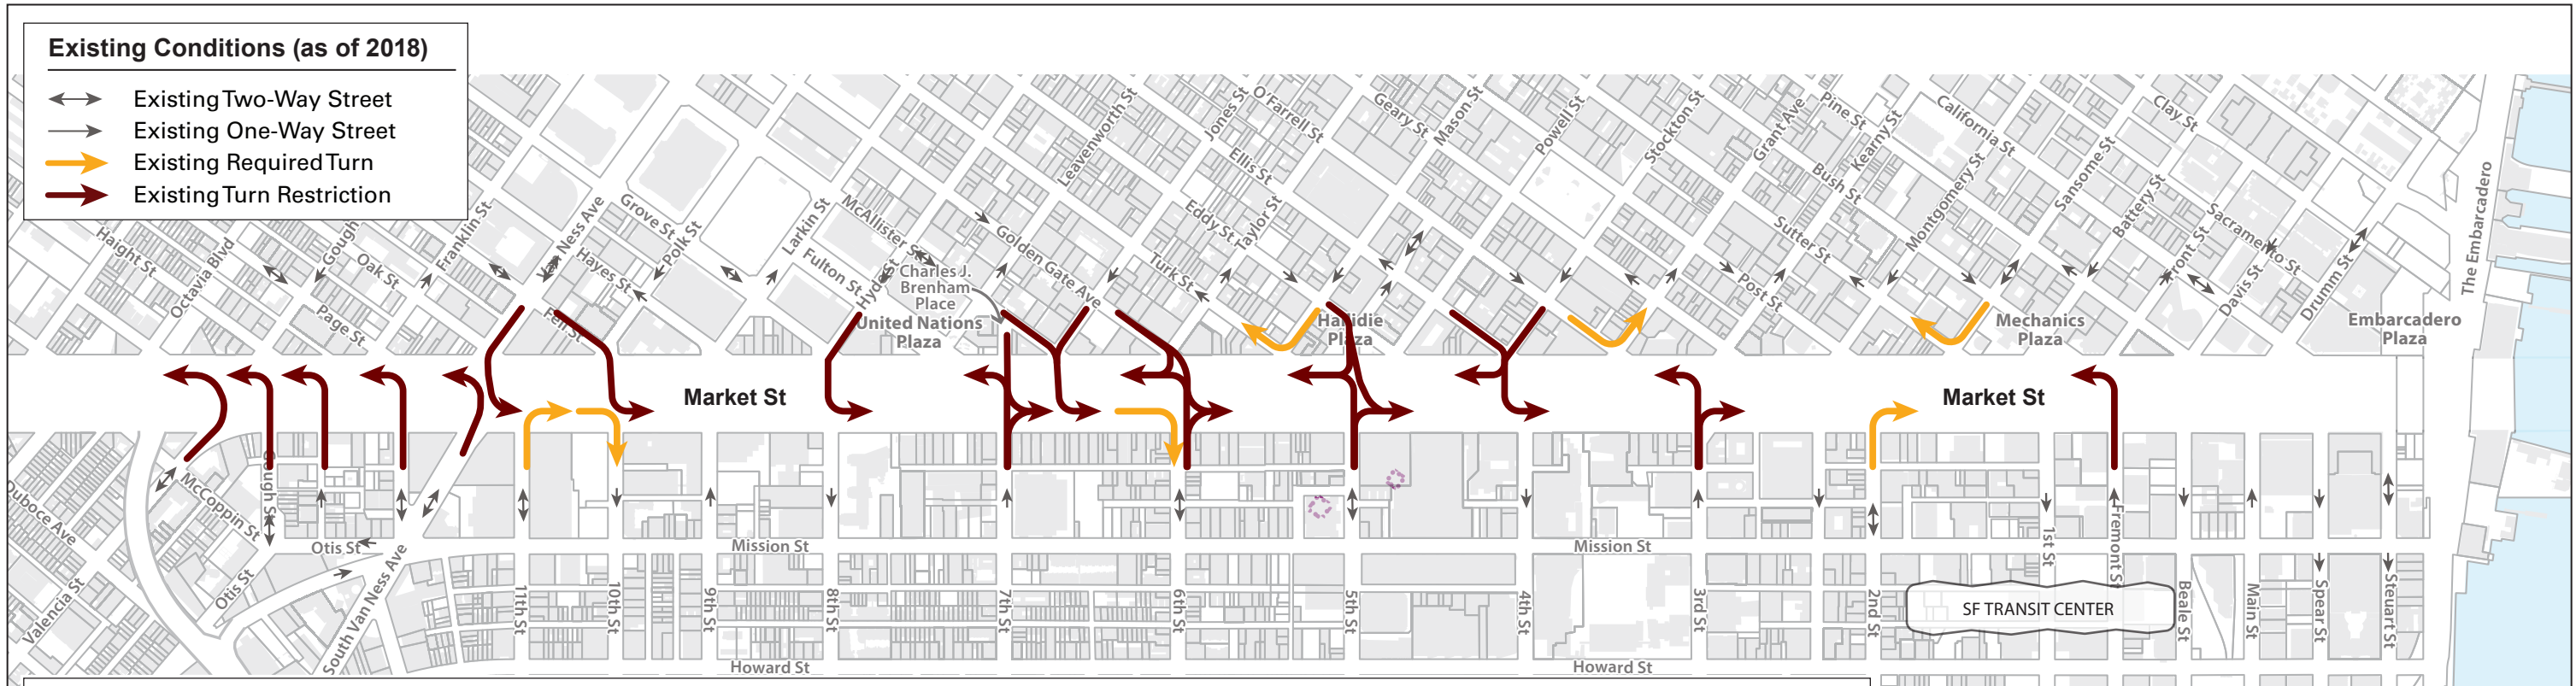 Existing Conditions (as of 2018)
Existing Two-Way Street
Existing One-Way Street
Existing Required Turn
Existing Turn Restriction
Haight St
Octavia Blvd
Gough
Oak St
Page St
Franklin St
Van Ness Ave
Hayes St
Fell St
Grove St
Polk St
Larkin St
Fulton St
McAllister St
Hyde St
Charles J.
Brenham
Place
United Nations
Plaza
Golden Gate Ave
Leavenworth St
Turk St
Jones St
Eddy St
Ellis St
Taylor St
O'Farrell St
Hallidie
Plaza
Geary St
Mason St
Powell St
Stockton St
Grant Ave
Post St
Sutter St
Bush St
Pine St
Kearny St
Montgomery St
California St
Mechanics
Plaza
Sansome St
Battery St
Front St
Clay St
Sacramento St
Davis St
Drumm St
Embarcadero
Plaza
The Embarcadero
Market St
Market St
Duboce Ave
Valencia St
McCoppin St
Gough St
Otis St
Otis St
South Van Ness Ave
11th St
10th St
9th St
8th St
7th St
6th St
5th St
4th St
3rd St
2nd St
1st St
Fremont St
Beale St
Main St
Spear St
Steuart St
Mission St
Mission St
SF TRANSIT CENTER
Howard St
Howard St